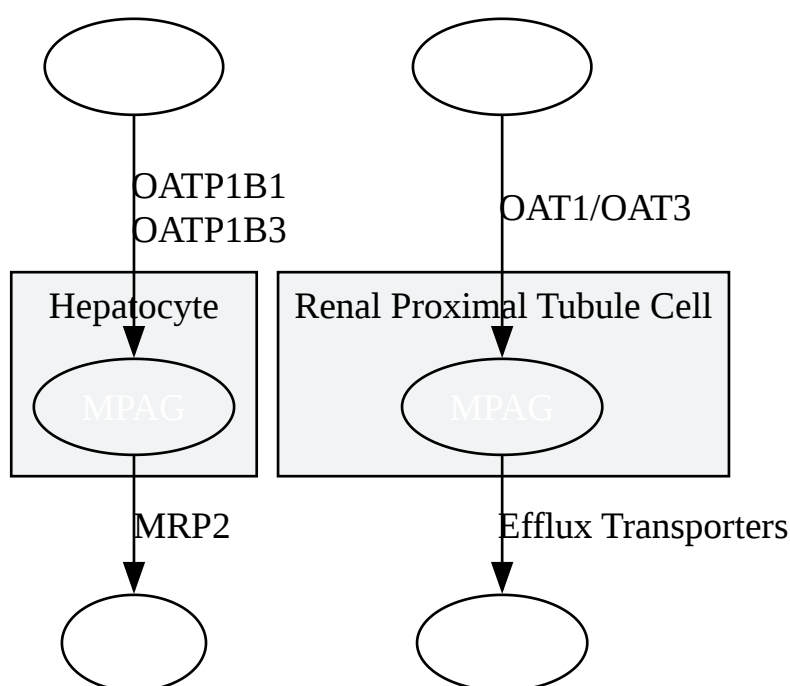 OATP1B1
OATP1B3
OAT1/OAT3
Hepatocyte
Renal Proximal Tubule Cell
MPAG
MPAG
MRP2
Efflux Transporters